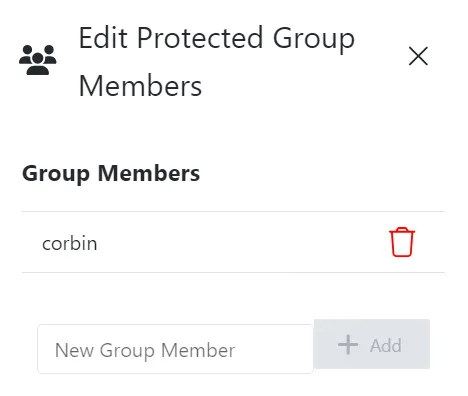 Edit Protected Group
Members
Group Members
corbin
New Group Member
Add